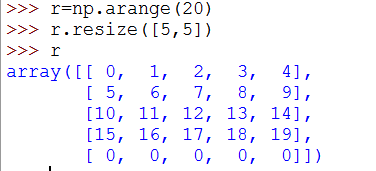 >>> r=np.arange(20)
>>> r.resize([5,5])
>>> r
array([[ 0,  1,  2,  3,  4],
       [ 5,  6,  7,  8,  9],
       [10, 11, 12, 13, 14],
       [15, 16, 17, 18, 19],
       [ 0,  0,  0,  0,  0]])